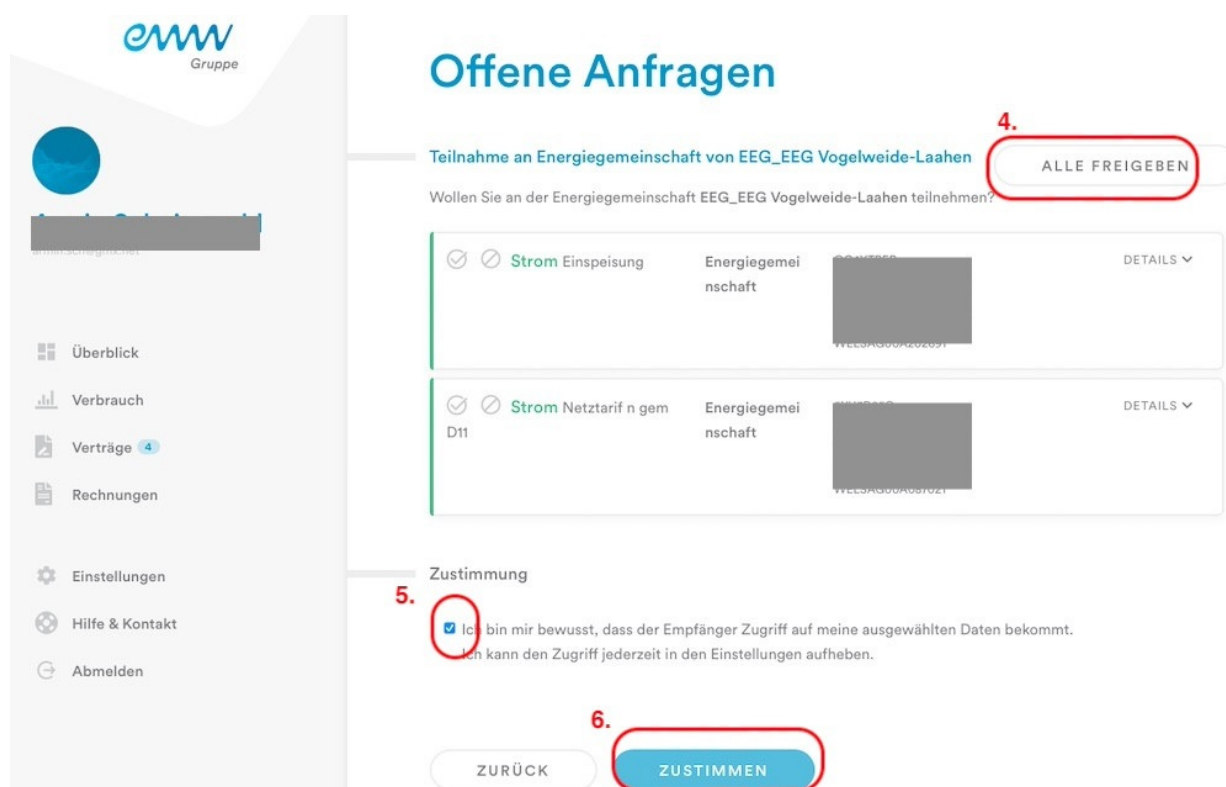 eww
Gruppe
Überblick
Verbrauch
Verträge 4
Rechnungen
Einstellungen
Hilfe & Kontakt
Abmelden
Offene Anfragen
4.
Teilnahme an Energiegemeinschaft von EEG_EEG Vogelweide-Laahen
ALLE FREIGEBEN
Wollen Sie an der Energiegemeinschaft EEG_EEG Vogelweide-Laahen teilnehmen?
Strom Einspeisung
Energiegemei
nschaft
DETAILS
Strom Netztarif n gem
D11
Energiegemei
nschaft
DETAILS
Zustimmung
5.
Ich bin mir bewusst, dass der Empfänger Zugriff auf meine ausgewählten Daten bekommt.
Ich kann den Zugriff jederzeit in den Einstellungen aufheben.
6.
ZURÜCK
ZUSTIMMEN